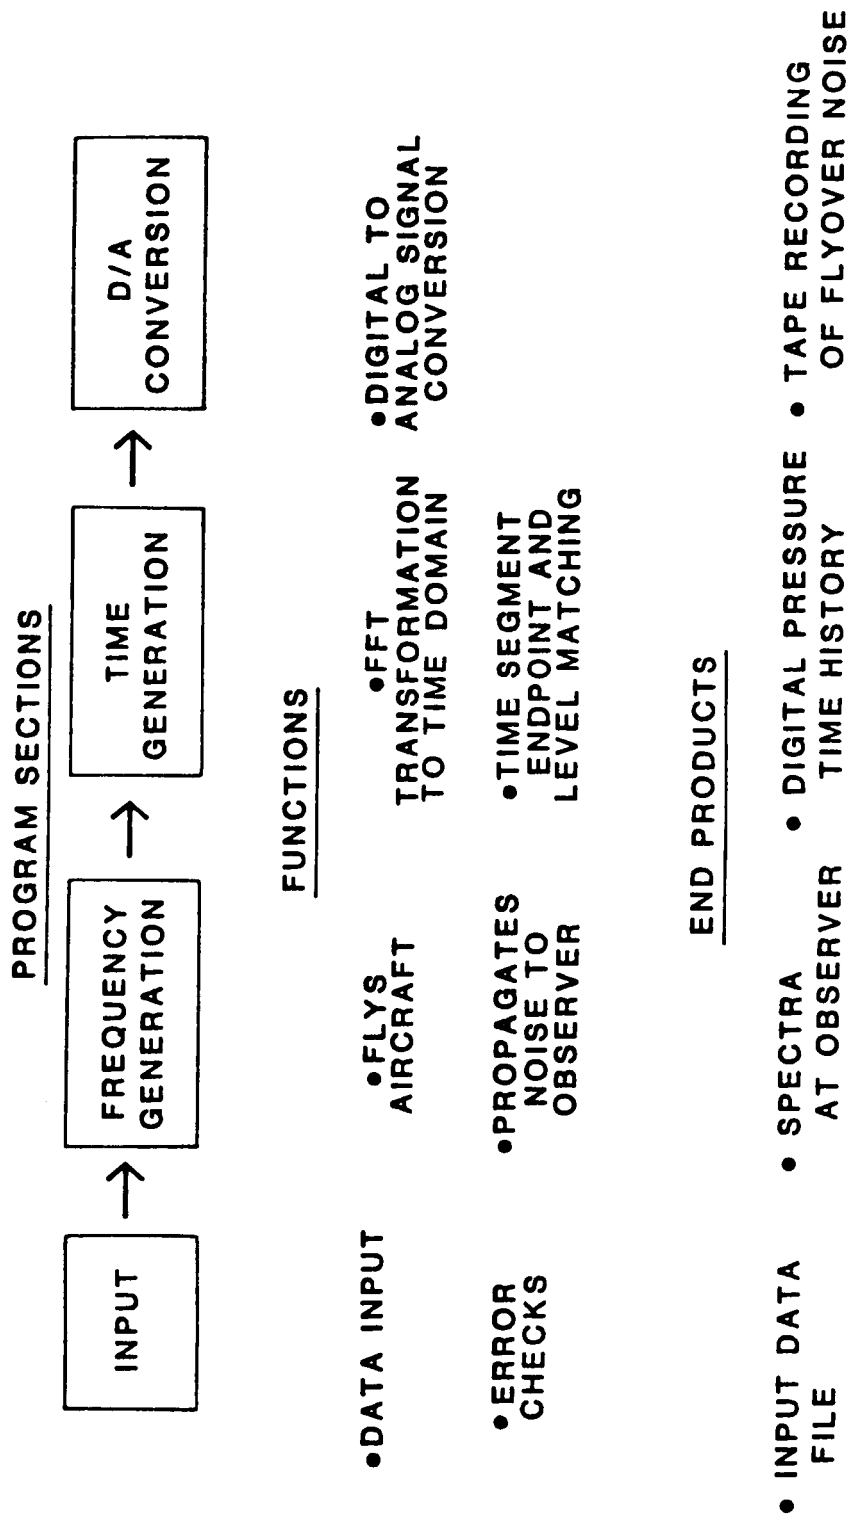 PROGRAM SECTIONS
INPUT
FREQUENCY
GENERATION
TIME
GENERATION
D/A
CONVERSION
FUNCTIONS
•DATA INPUT
•ERROR
CHECKS
•FLYS
AIRCRAFT
•PROPAGATES
NOISE TO
OBSERVER
•FFT
TRANSFORMATION
TO TIME DOMAIN
•TIME SEGMENT
ENDPOINT AND
LEVEL MATCHING
•DIGITAL TO
ANALOG SIGNAL
CONVERSION
END PRODUCTS
• INPUT DATA
FILE
• SPECTRA
AT OBSERVER
• DIGITAL PRESSURE
TIME HISTORY
• TAPE RECORDING
OF FLYOVER NOISE